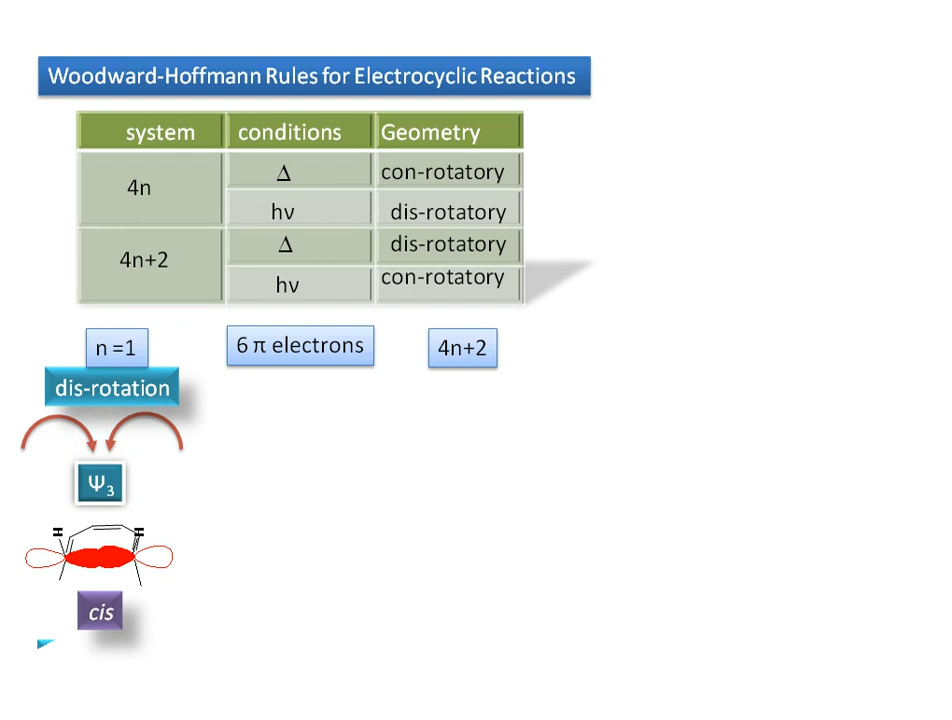 Woodward-Hoffmann Rules for Electrocyclic Reactions
system conditions Geometry
4n Δ con-rotatory
hν dis-rotatory
4n+2 Δ dis-rotatory
hν con-rotatory
n =1 6 π electrons 4n+2
dis-rotation
Ψ3
H H
cis